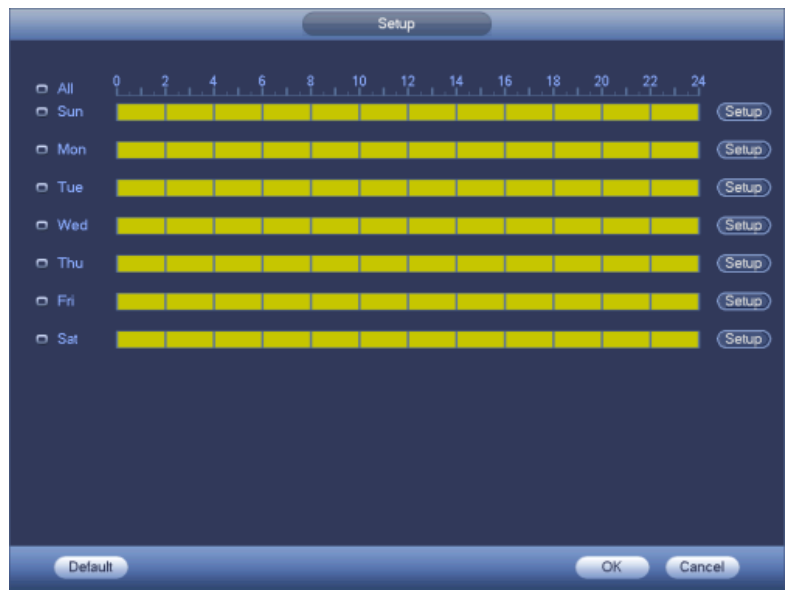 Setup
All 0 2 4 6 8 10 12 14 16 18 20 22 24
Sun Setup
Mon Setup
Tue Setup
Wed Setup
Thu Setup
Fri Setup
Sat Setup
Default OK Cancel